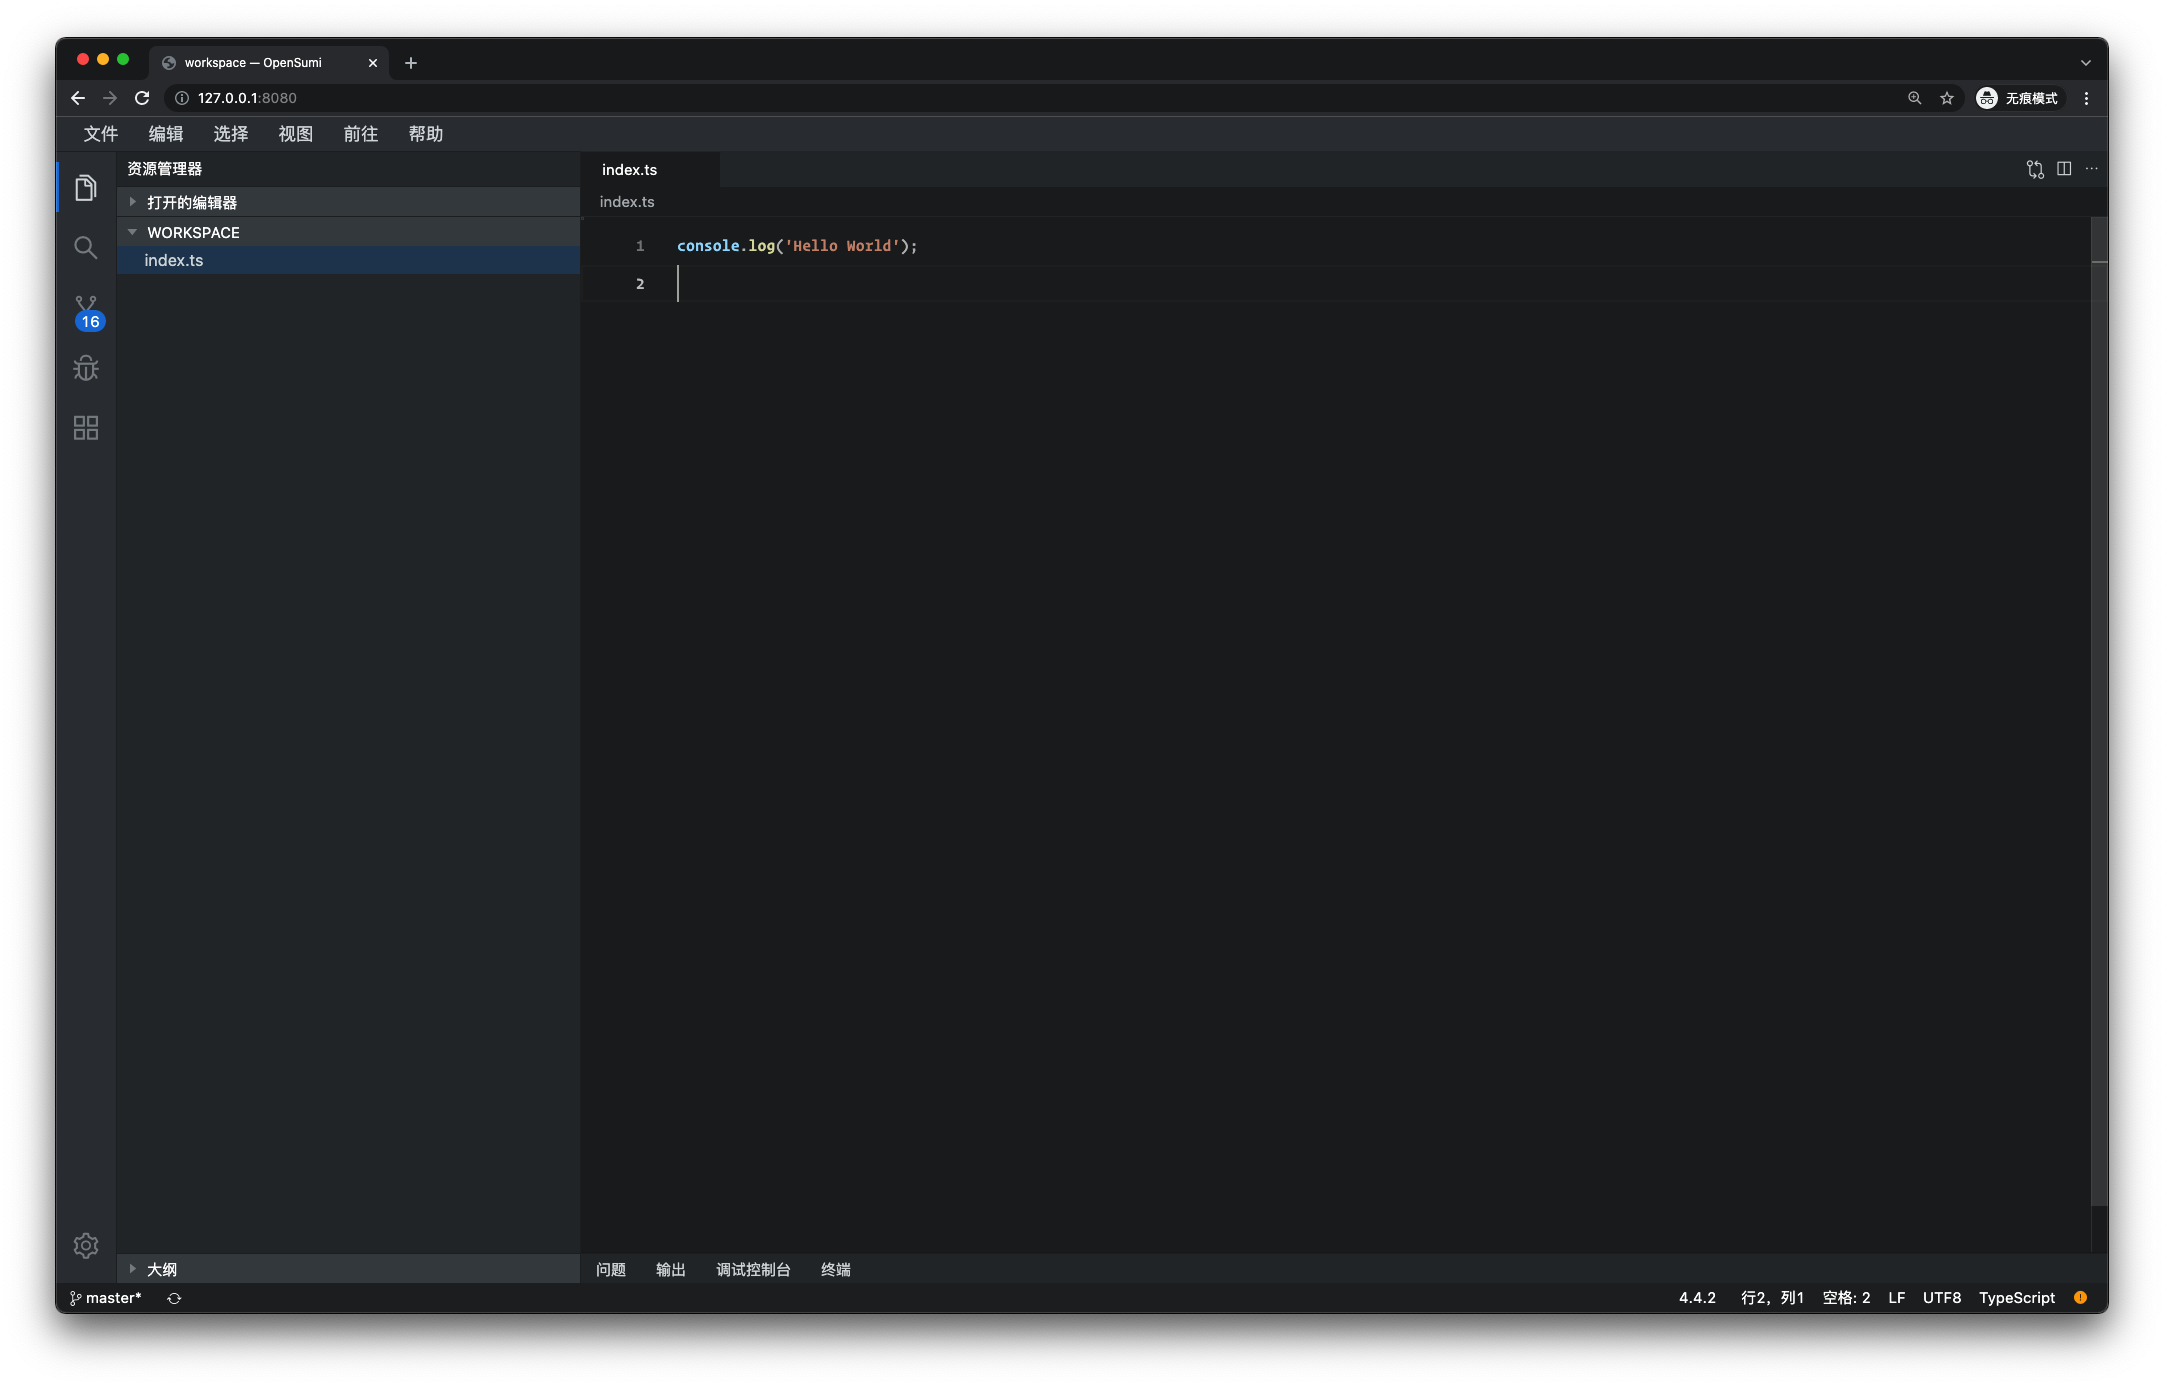 workspace — OpenSumi
127.0.0.1:8080
无痕模式
文件 编辑 选择 视图 前往 帮助
资源管理器
打开的编辑器
WORKSPACE
index.ts
16
大纲
index.ts
index.ts
1 console.log('Hello World');
2
问题 输出 调试控制台 终端
master* 4.4.2 行2，列1 空格: 2 LF UTF8 TypeScript